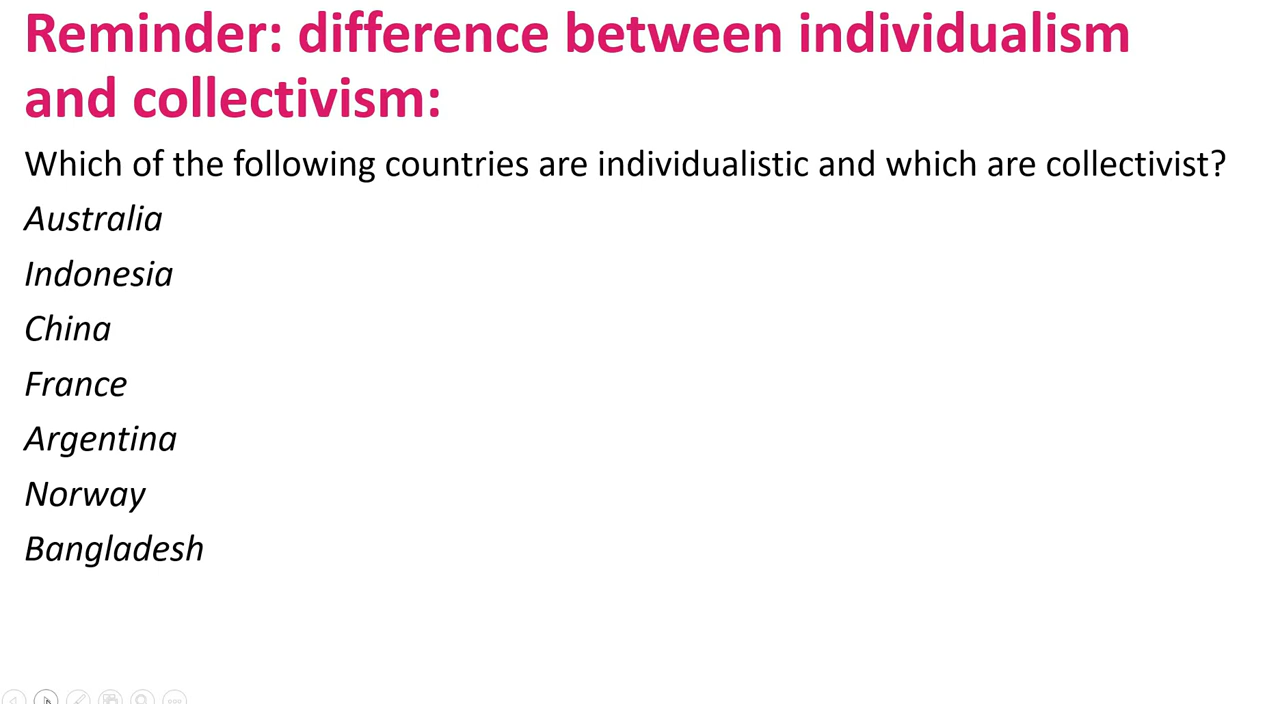 Reminder: difference between individualism
and collectivism:
Which of the following countries are individualistic and which are collectivist?
Australia
Indonesia
China
France
Argentina
Norway
Bangladesh